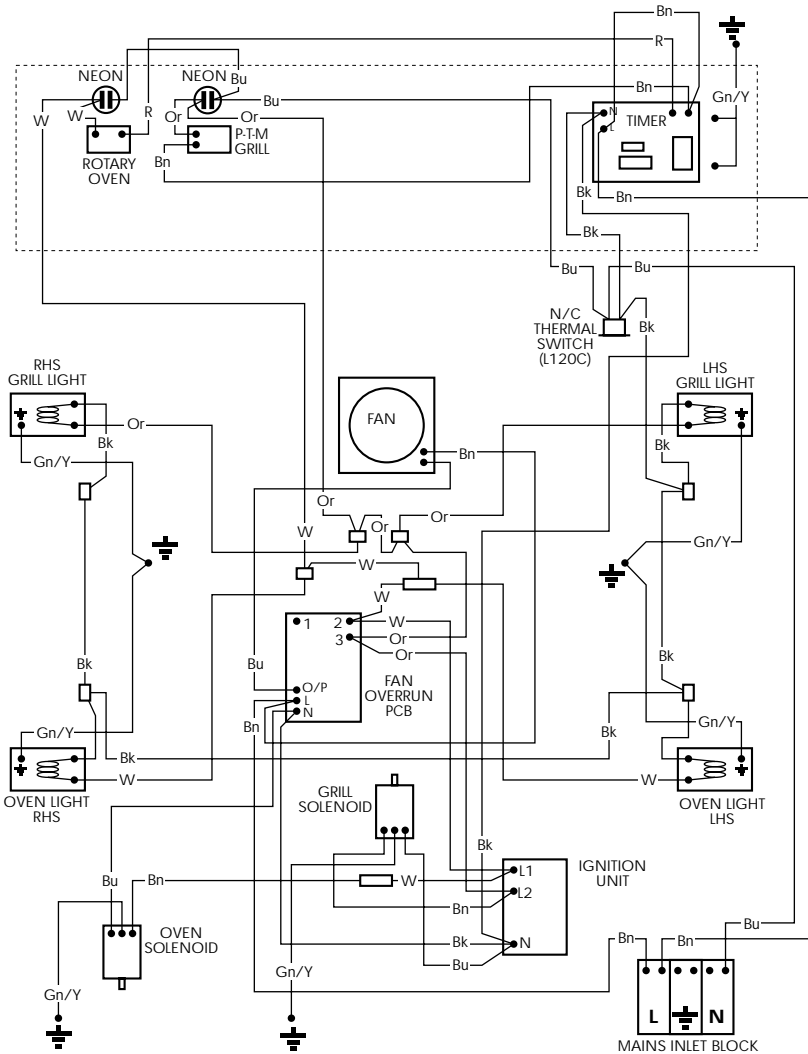 Bn
R
Gn/Y
NEON
NEON
Bu
Bn
W
W
R
Or
Or
Bu
N
TIMER
L
P-T-M
GRILL
ROTARY
OVEN
Bn
Bk
Bn
Bk
Bu
Bu
N/C
THERMAL
SWITCH
(L120C)
Bk
RHS
GRILL LIGHT
LHS
GRILL LIGHT
FAN
Or
Bk
Bn
Bk
Gn/Y
Or
Or
Or
W
Gn/Y
W
W
1
2
W
3
Or
Or
Bk
Bu
Bk
O/P
L
N
FAN
OVERRUN
PCB
Bn
Gn/Y
Bk
Bk
Gn/Y
W
W
OVEN LIGHT
RHS
OVEN LIGHT
LHS
GRILL
SOLENOID
Bk
IGNITION
UNIT
L1
L2
N
Bu
Bn
W
Bn
OVEN
SOLENOID
Bk
Bu
Bn
Bn
Bu
Gn/Y
Gn/Y
L
N
MAINS INLET BLOCK